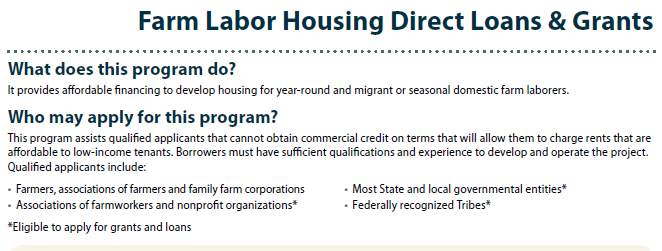 Farm Labor Housing Direct Loans & Grants
What does this program do?
It provides affordable financing to develop housing for year-round and migrant or seasonal domestic farm laborers.
Who may apply for this program?
This program assists qualified applicants that cannot obtain commercial credit on terms that will allow them to charge rents that are
affordable to low-income tenants. Borrowers must have sufficient qualifications and experience to develop and operate the project.
Qualified applicants include:
• Farmers, associations of farmers and family farm corporations
• Associations of farmworkers and nonprofit organizations*
• Most State and local governmental entities*
• Federally recognized Tribes*
*Eligible to apply for grants and loans